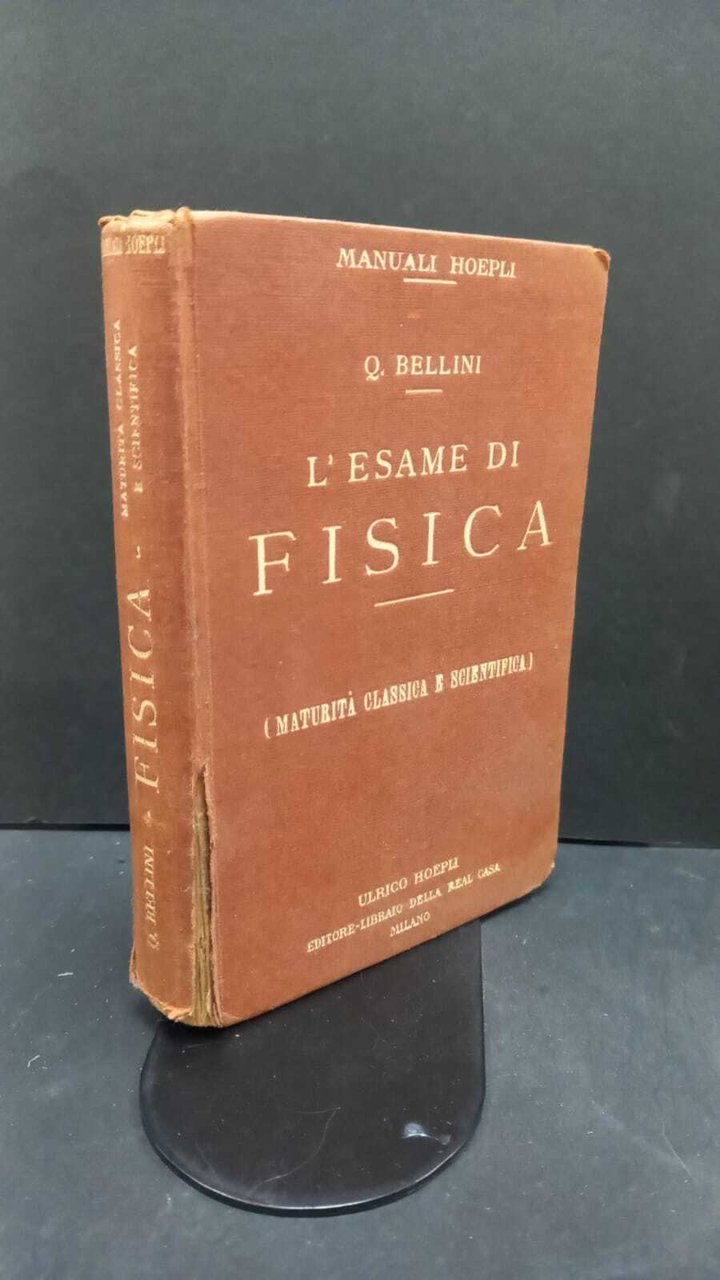 MANUALI HOEPLI
Q. BELLINI
L'ESAME DI
FISICA
(MATURITÀ CLASSICA E SCIENTIFICA)
ULRICO HOEPLI
EDITORE-LIBRAIO DELLA REAL CASA
MILANO
HOEPLI
Q. BELLINI - FISICA - MATURITÀ CLASSICA
E SCIENTIFICA